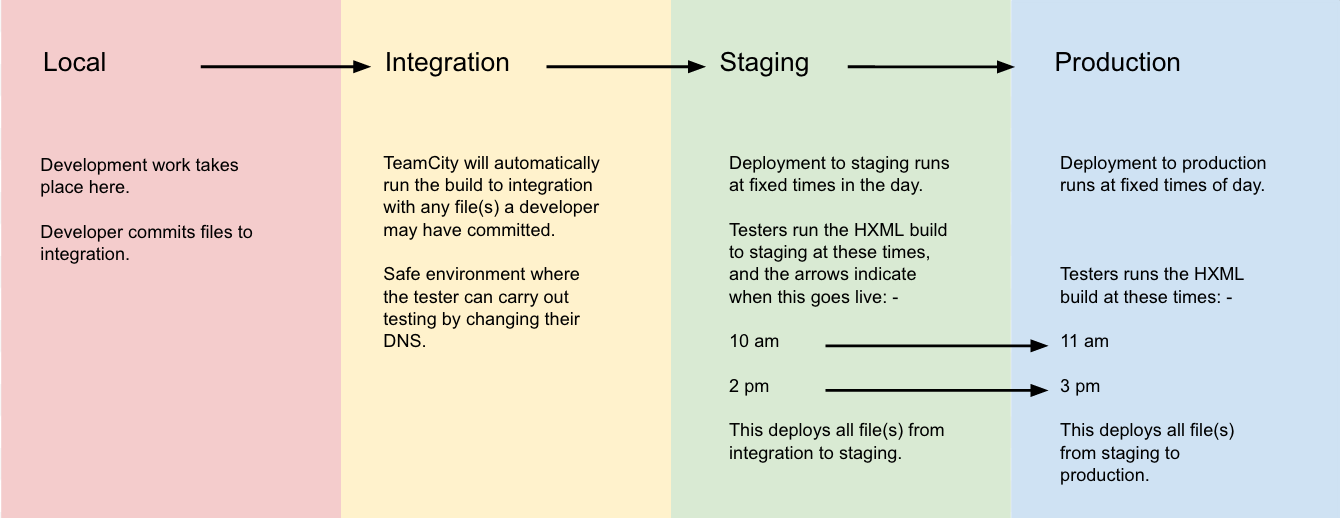 Local
Integration
Staging
Production
Development work takes
place here.
Developer commits files to
integration.
TeamCity will automatically
run the build to integration
with any file(s) a developer
may have committed.
Safe environment where
the tester can carry out
testing by changing their
DNS.
Deployment to staging runs
at fixed times in the day.
Testers run the HXML build
to staging at these times,
and the arrows indicate
when this goes live: -
10 am
2 pm
This deploys all file(s) from
integration to staging.
Deployment to production
runs at fixed times of day.
Testers runs the HXML
build at these times: -
11 am
3 pm
This deploys all file(s)
from staging to
production.